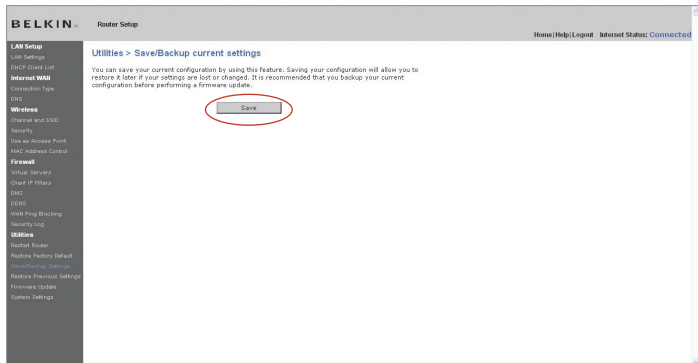 BELKIN®
Router Setup
Home|Help|Logout Internet Status: Connected
LAN Setup
LAN Settings
DHCP Client List
Internet WAN
Connection Type
DNS
Wireless
Channel and SSID
Security
Use as Access Point
MAC Address Control
Firewall
Virtual Servers
Client IP Filters
DMZ
DDNS
WAN Ping Blocking
Security Log
Utilities
Restart Router
Restore Factory Default
Save/Backup Settings
Restore Previous Settings
Firmware Update
System Settings
Utilities > Save/Backup current settings
You can save your current configuration by using this feature. Saving your configuration will allow you to
restore it later if your settings are lost or changed. It is recommended that you backup your current
configuration before performing a firmware update.
Save